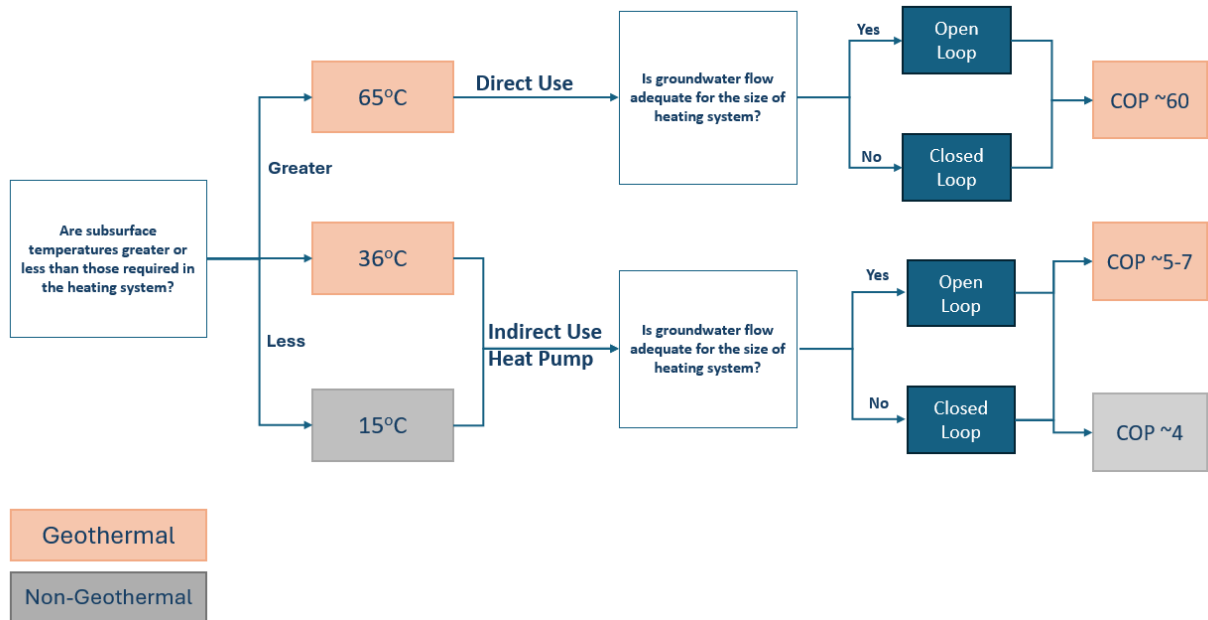 Are subsurface
temperatures greater or
less than those required in
the heating system?
Greater
Less
65°C
36°C
15°C
Direct Use
Indirect Use
Heat Pump
Is groundwater flow
adequate for the size of
heating system?
Yes
No
Open
Loop
Closed
Loop
COP ~60
Is groundwater flow
adequate for the size of
heating system?
Yes
No
Open
Loop
Closed
Loop
COP ~5-7
COP ~4
Geothermal
Non-Geothermal